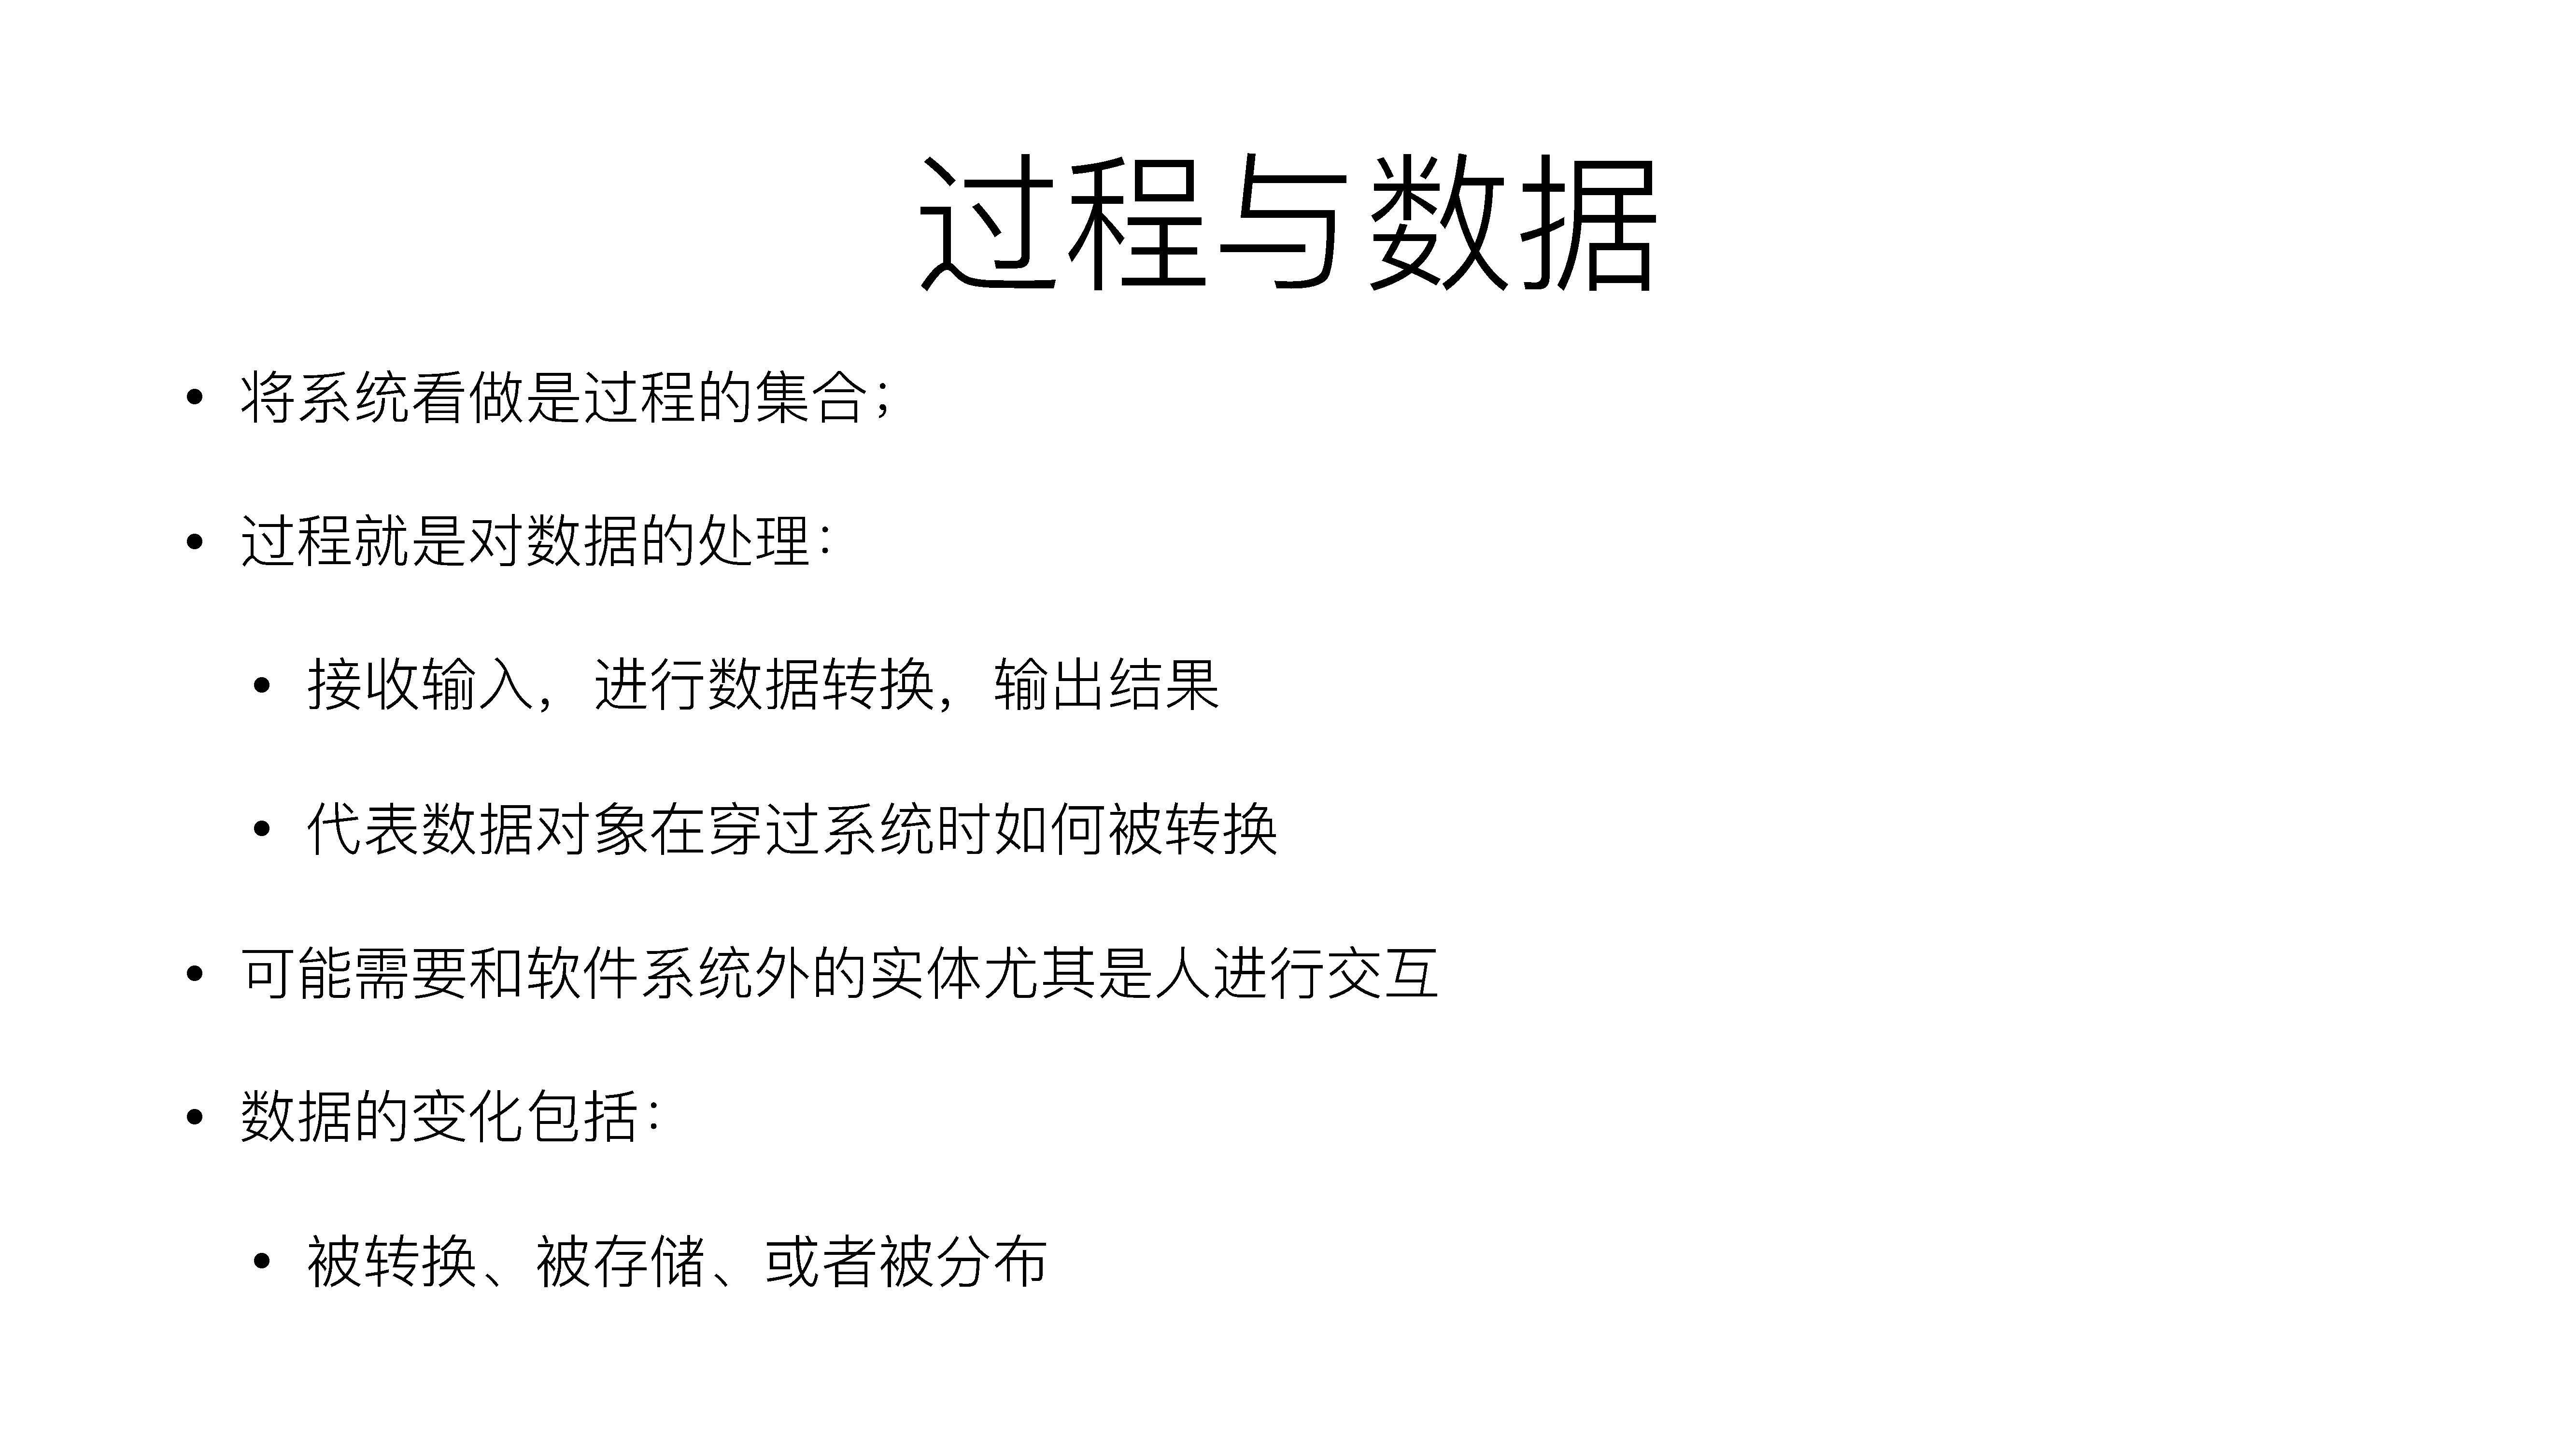 过程与数据
• 将系统看做是过程的集合；
• 过程就是对数据的处理：
• 接收输入，进行数据转换，输出结果
• 代表数据对象在穿过系统时如何被转换
• 可能需要和软件系统外的实体尤其是人进行交互
• 数据的变化包括：
• 被转换、被存储、或者被分布